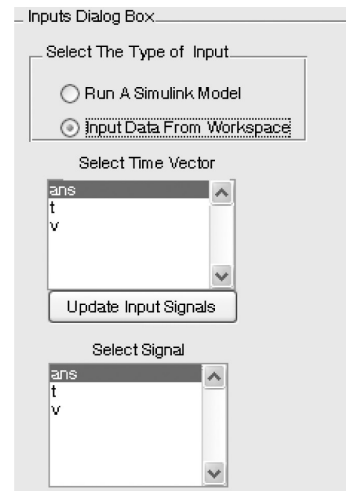 Inputs Dialog Box
Select The Type of Input
Run A Simulink Model
Input Data From Workspace
Select Time Vector
ans
t
v
Update Input Signals
Select Signal
ans
t
v